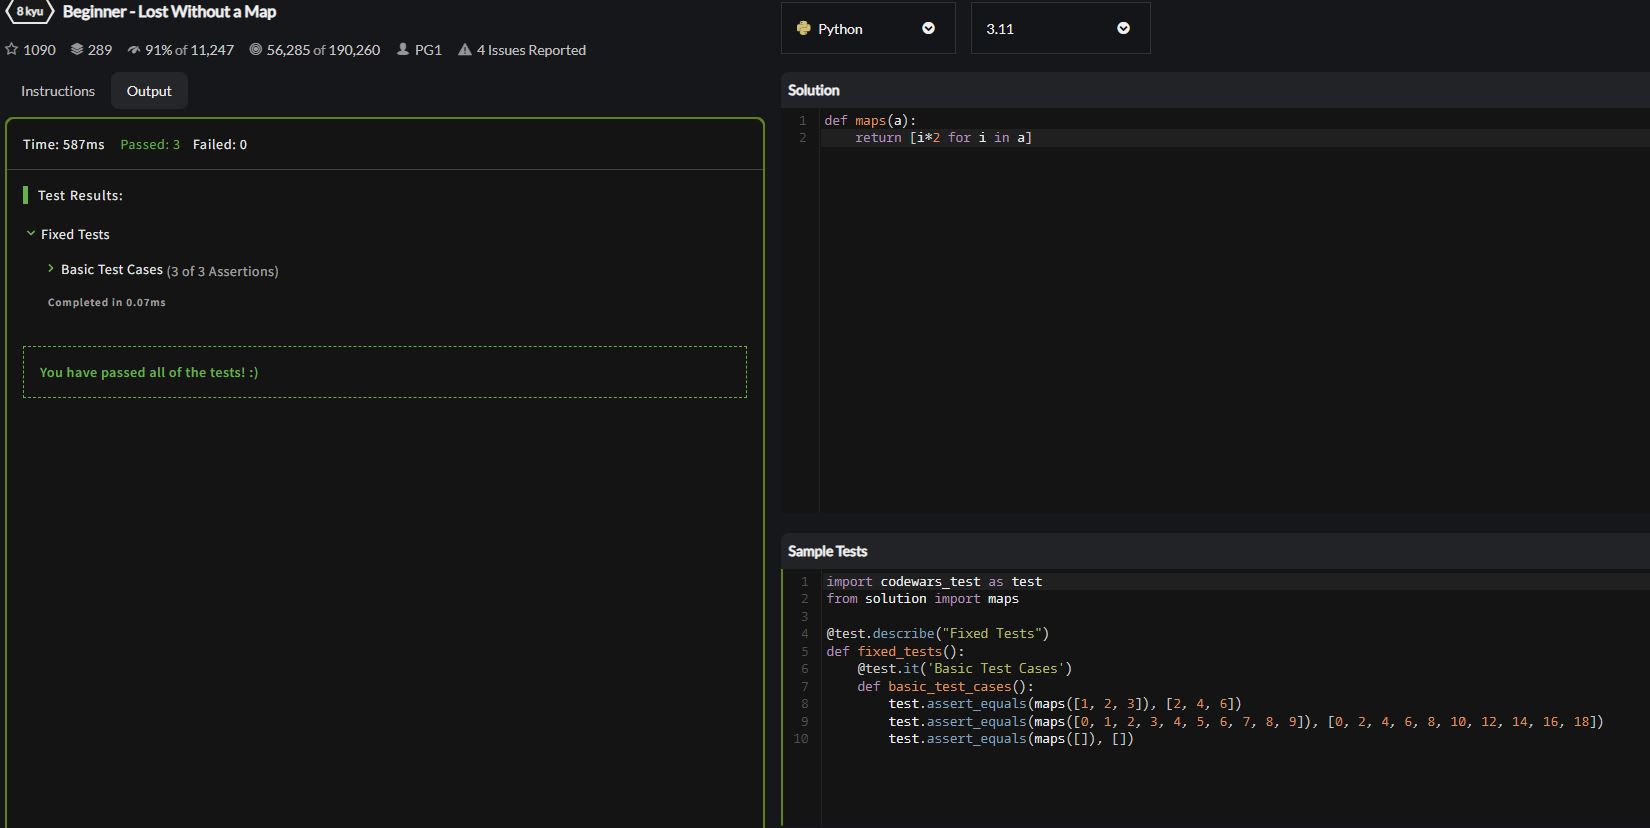 8 kyu Beginner - Lost Without a Map
1090 289 91% of 11,247 56,285 of 190,260 PG1 4 Issues Reported
Instructions Output
Time: 587ms Passed: 3 Failed: 0
Test Results:
Fixed Tests
Basic Test Cases (3 of 3 Assertions)
Completed in 0.07ms
You have passed all of the tests! :)
Python 3.11
Solution
1 def maps(a):
2     return [i*2 for i in a]
Sample Tests
1 import codewars_test as test
2 from solution import maps
3
4 @test.describe("Fixed Tests")
5 def fixed_tests():
6     @test.it('Basic Test Cases')
7     def basic_test_cases():
8         test.assert_equals(maps([1, 2, 3]), [2, 4, 6])
9         test.assert_equals(maps([0, 1, 2, 3, 4, 5, 6, 7, 8, 9]), [0, 2, 4, 6, 8, 10, 12, 14, 16, 18])
10         test.assert_equals(maps([]), [])